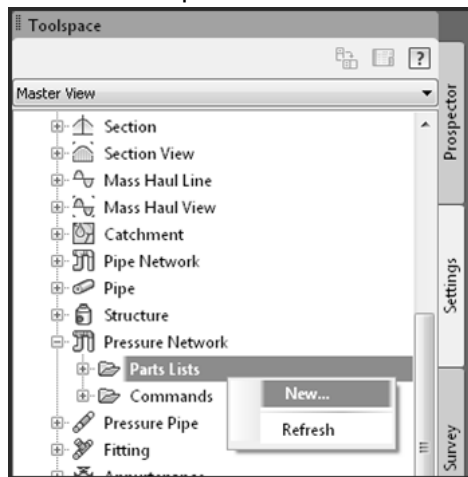 Toolspace
?
Master View
Section
Section View
Mass Haul Line
Mass Haul View
Catchment
Pipe Network
Pipe
Structure
Pressure Network
Parts Lists
Commands
New...
Refresh
Pressure Pipe
Fitting
Appurtenance
Prospector
Settings
Survey